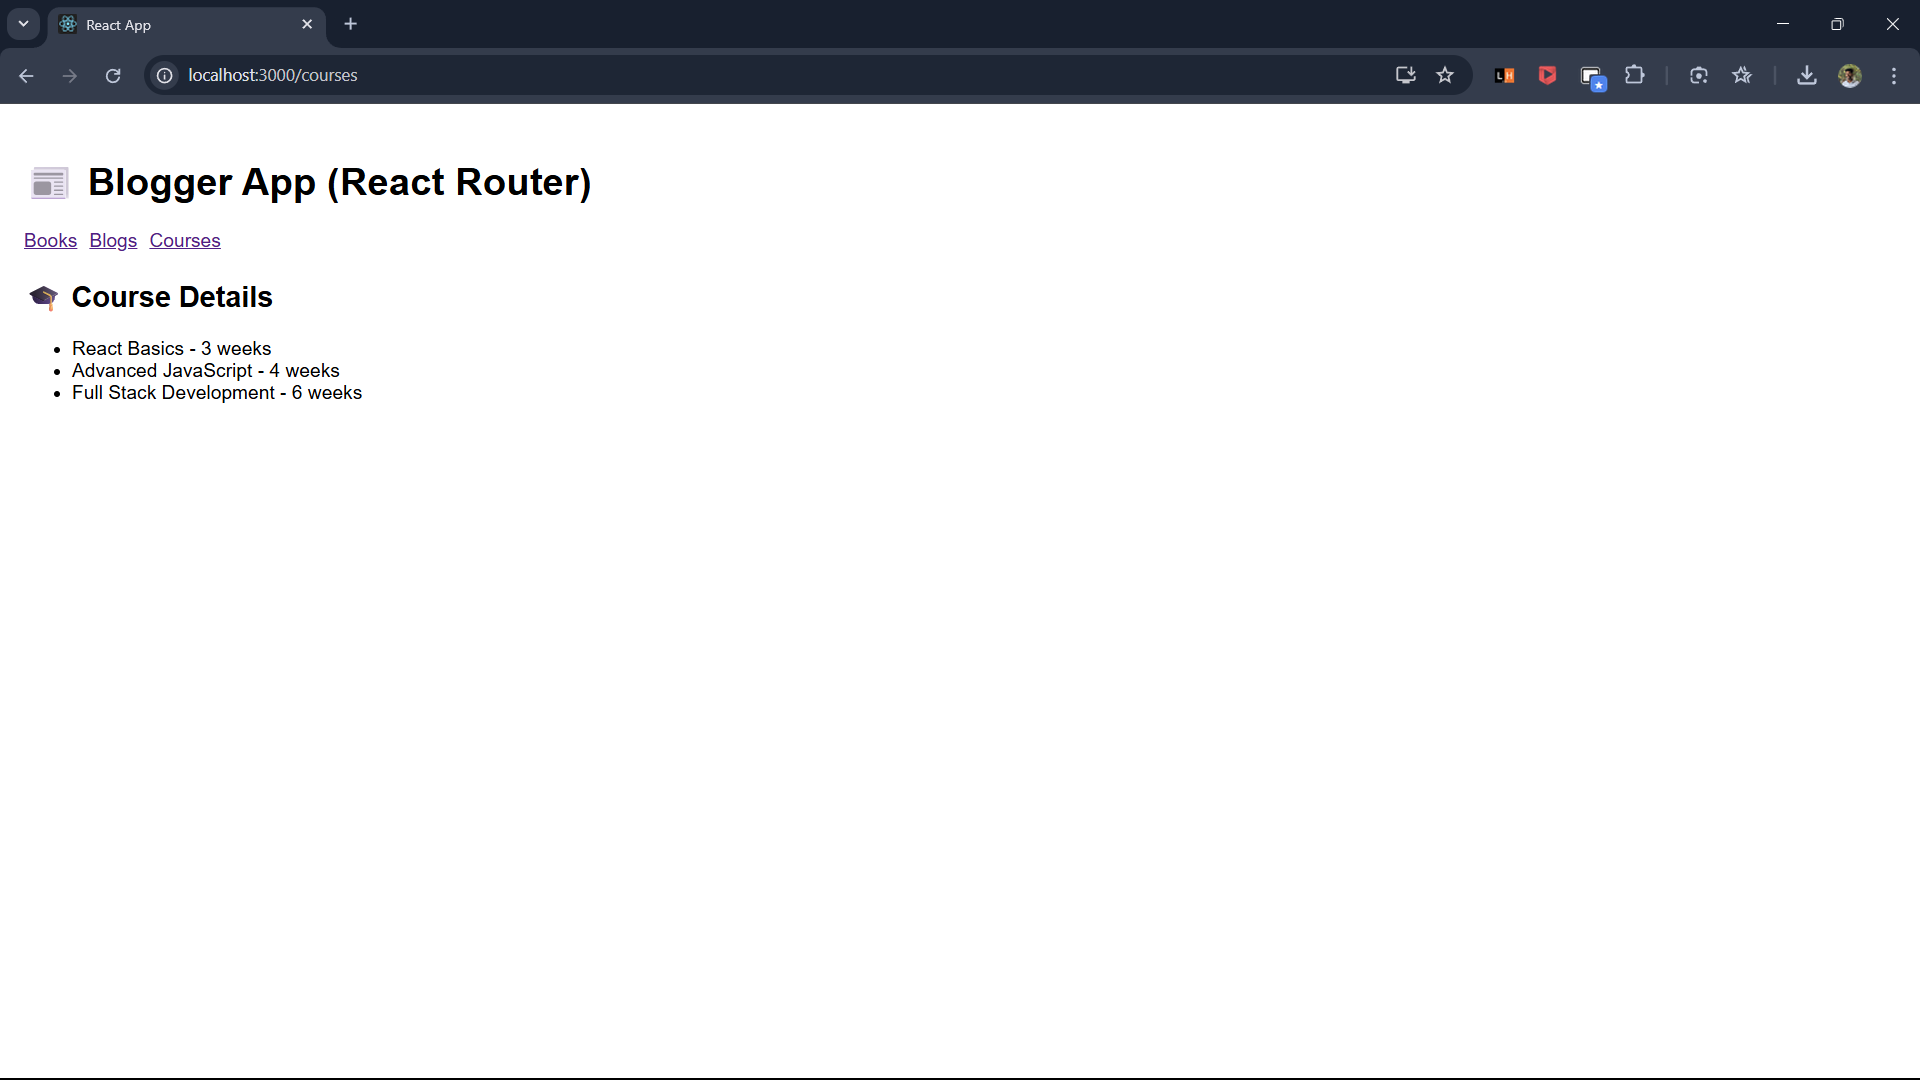 React App
localhost:3000/courses
LH
Blogger App (React Router)
Books Blogs Courses
Course Details
React Basics - 3 weeks
Advanced JavaScript - 4 weeks
Full Stack Development - 6 weeks